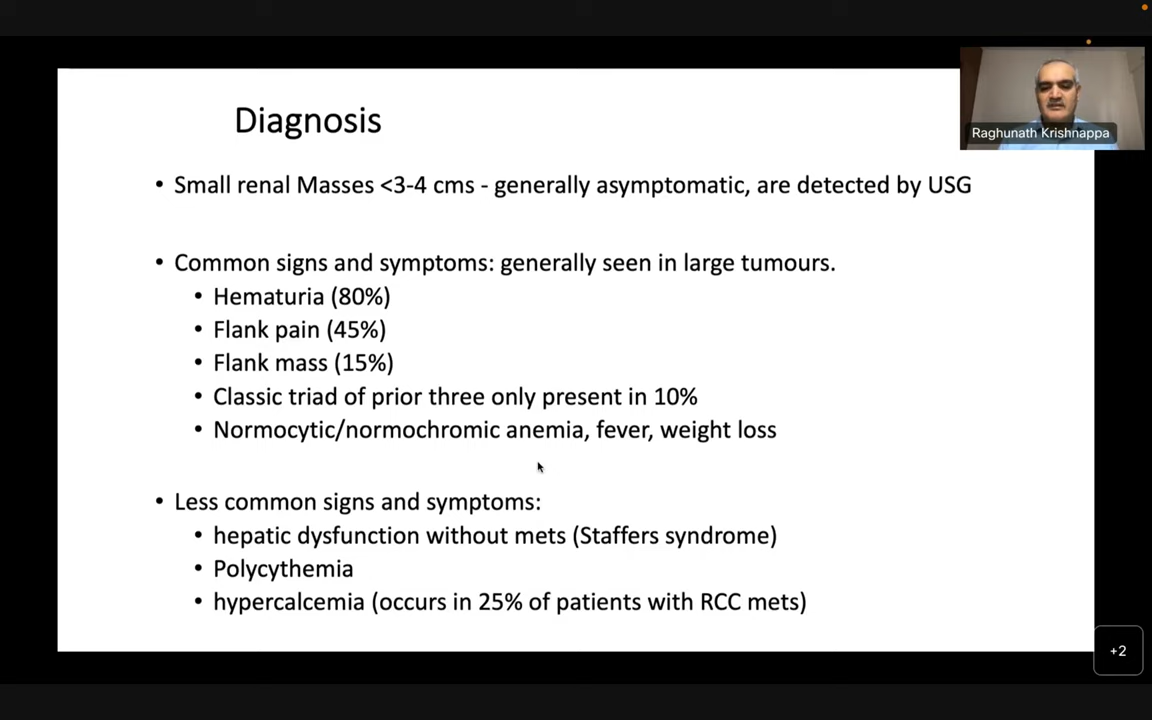 Diagnosis
Raghunath Krishnappa
• Small renal Masses <3-4 cms - generally asymptomatic, are detected by USG
• Common signs and symptoms: generally seen in large tumours.
• Hematuria (80%)
• Flank pain (45%)
• Flank mass (15%)
• Classic triad of prior three only present in 10%
• Normocytic/normochromic anemia, fever, weight loss
• Less common signs and symptoms:
• hepatic dysfunction without mets (Staffers syndrome)
• Polycythemia
• hypercalcemia (occurs in 25% of patients with RCC mets)
+2